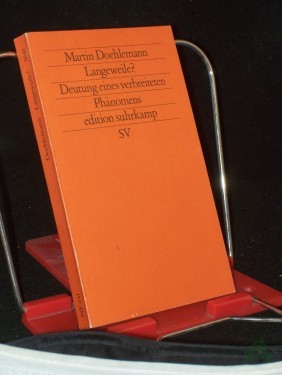 Martin Doehlemann
Langeweile?
Deutung eines verbreiteten
Phänomens
edition suhrkamp
SV